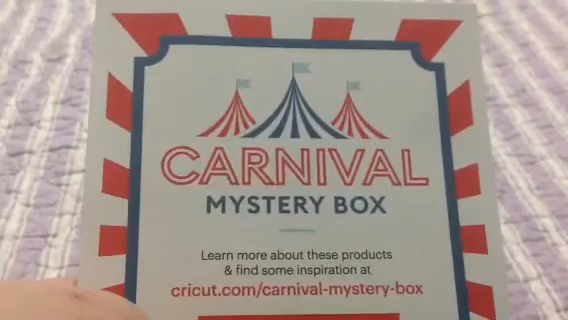 CARNIVAL
MYSTERY BOX
Learn more about these products
& find some inspiration at
cricut.com/carnival-mystery-box